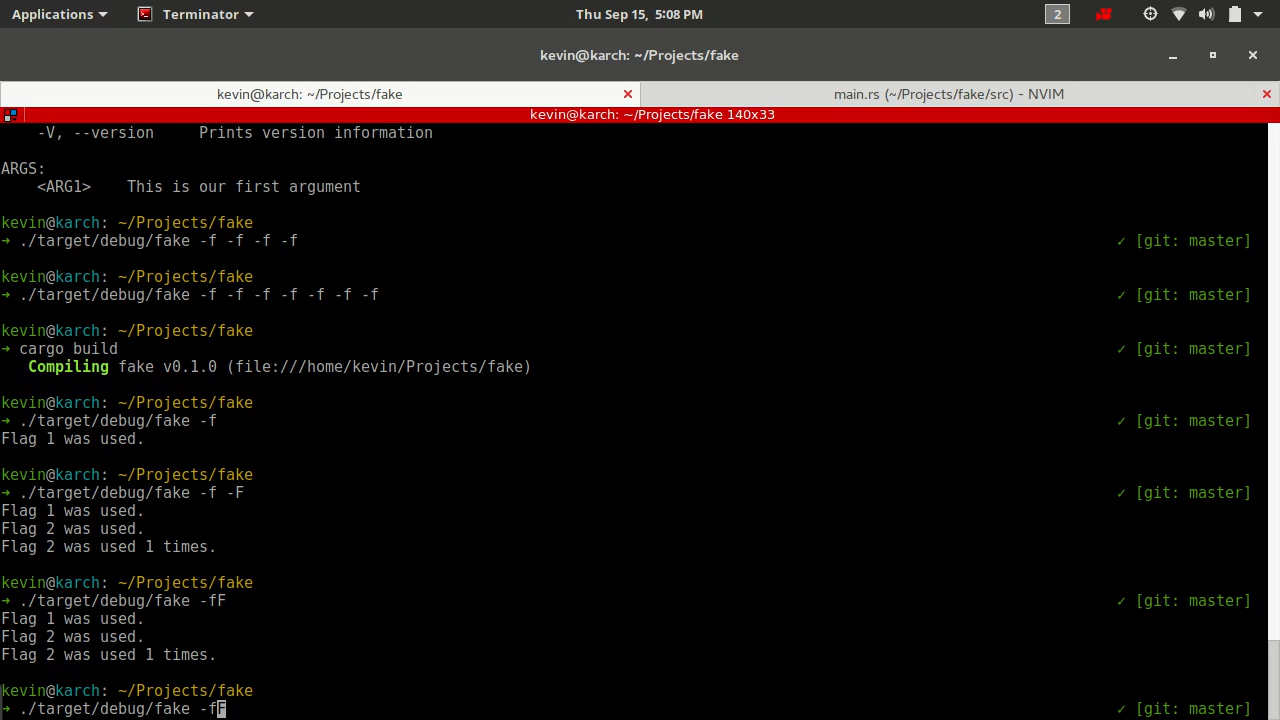 Applications Terminator Thu Sep 15, 5:08 PM 2
kevin@karch: ~/Projects/fake
kevin@karch: ~/Projects/fake main.rs (~/Projects/fake/src) - NVIM
kevin@karch: ~/Projects/fake 140x33
-V, --version Prints version information
ARGS:
<ARG1> This is our first argument
kevin@karch: ~/Projects/fake
➜ ./target/debug/fake -f -f -f -f ✓ [git: master]
kevin@karch: ~/Projects/fake
➜ ./target/debug/fake -f -f -f -f -f -f -f ✓ [git: master]
kevin@karch: ~/Projects/fake
➜ cargo build ✓ [git: master]
Compiling fake v0.1.0 (file:///home/kevin/Projects/fake)
kevin@karch: ~/Projects/fake
➜ ./target/debug/fake -f ✓ [git: master]
Flag 1 was used.
kevin@karch: ~/Projects/fake
➜ ./target/debug/fake -f -F ✓ [git: master]
Flag 1 was used.
Flag 2 was used.
Flag 2 was used 1 times.
kevin@karch: ~/Projects/fake
➜ ./target/debug/fake -fF ✓ [git: master]
Flag 1 was used.
Flag 2 was used.
Flag 2 was used 1 times.
kevin@karch: ~/Projects/fake
➜ ./target/debug/fake -fF ✓ [git: master]